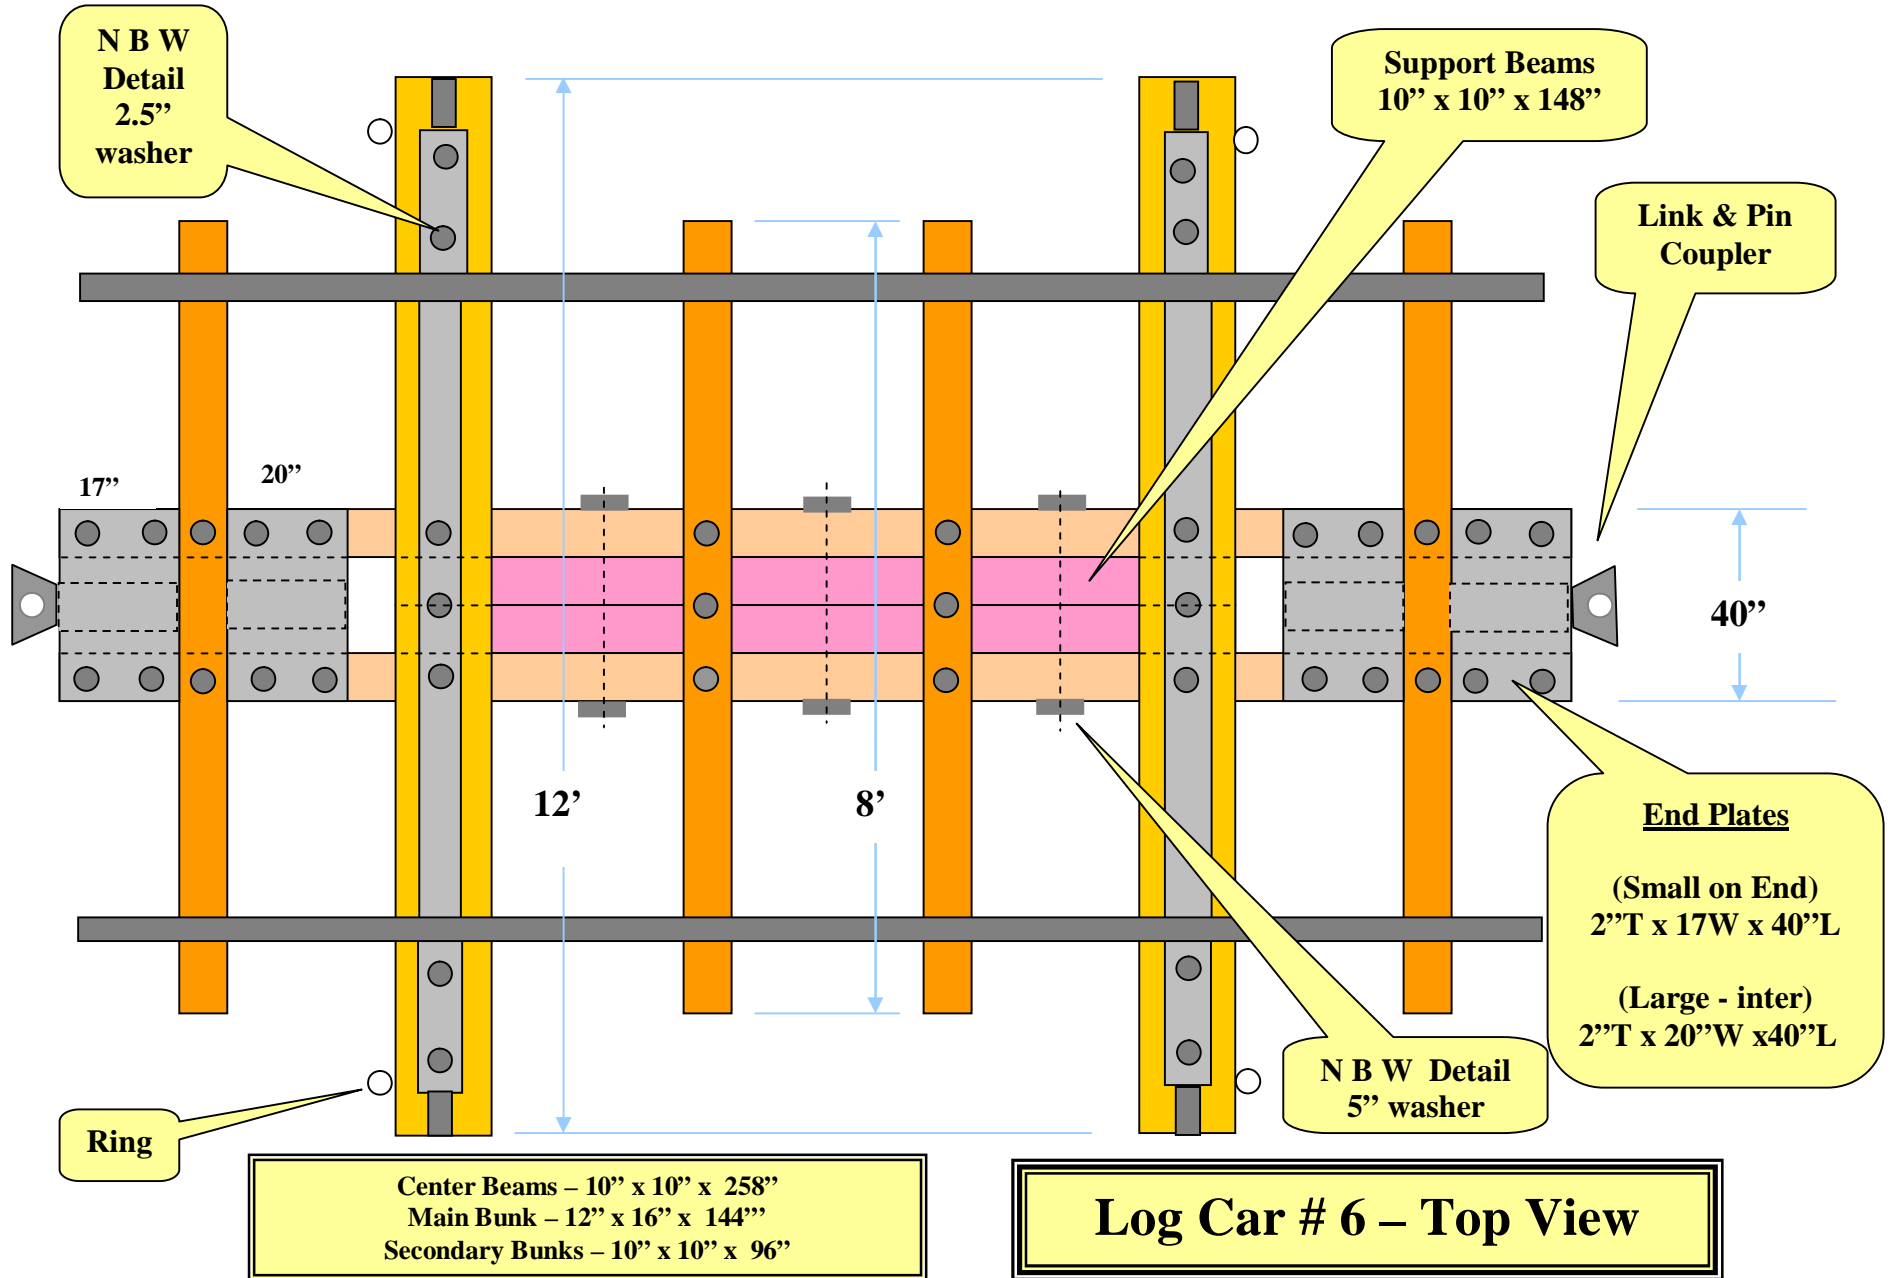 N B W
Detail
2.5”
washer
Support Beams
10” x 10” x 148”
Link & Pin
Coupler
17”
20”
40”
12’
8’
End Plates
(Small on End)
2”T x 17W x 40”L
(Large - inter)
2”T x 20”W x40”L
N B W  Detail
5” washer
Ring
Center Beams – 10” x 10” x  258”
Main Bunk – 12” x 16” x  144”’
Secondary Bunks – 10” x 10” x  96”
Log Car # 6 – Top View